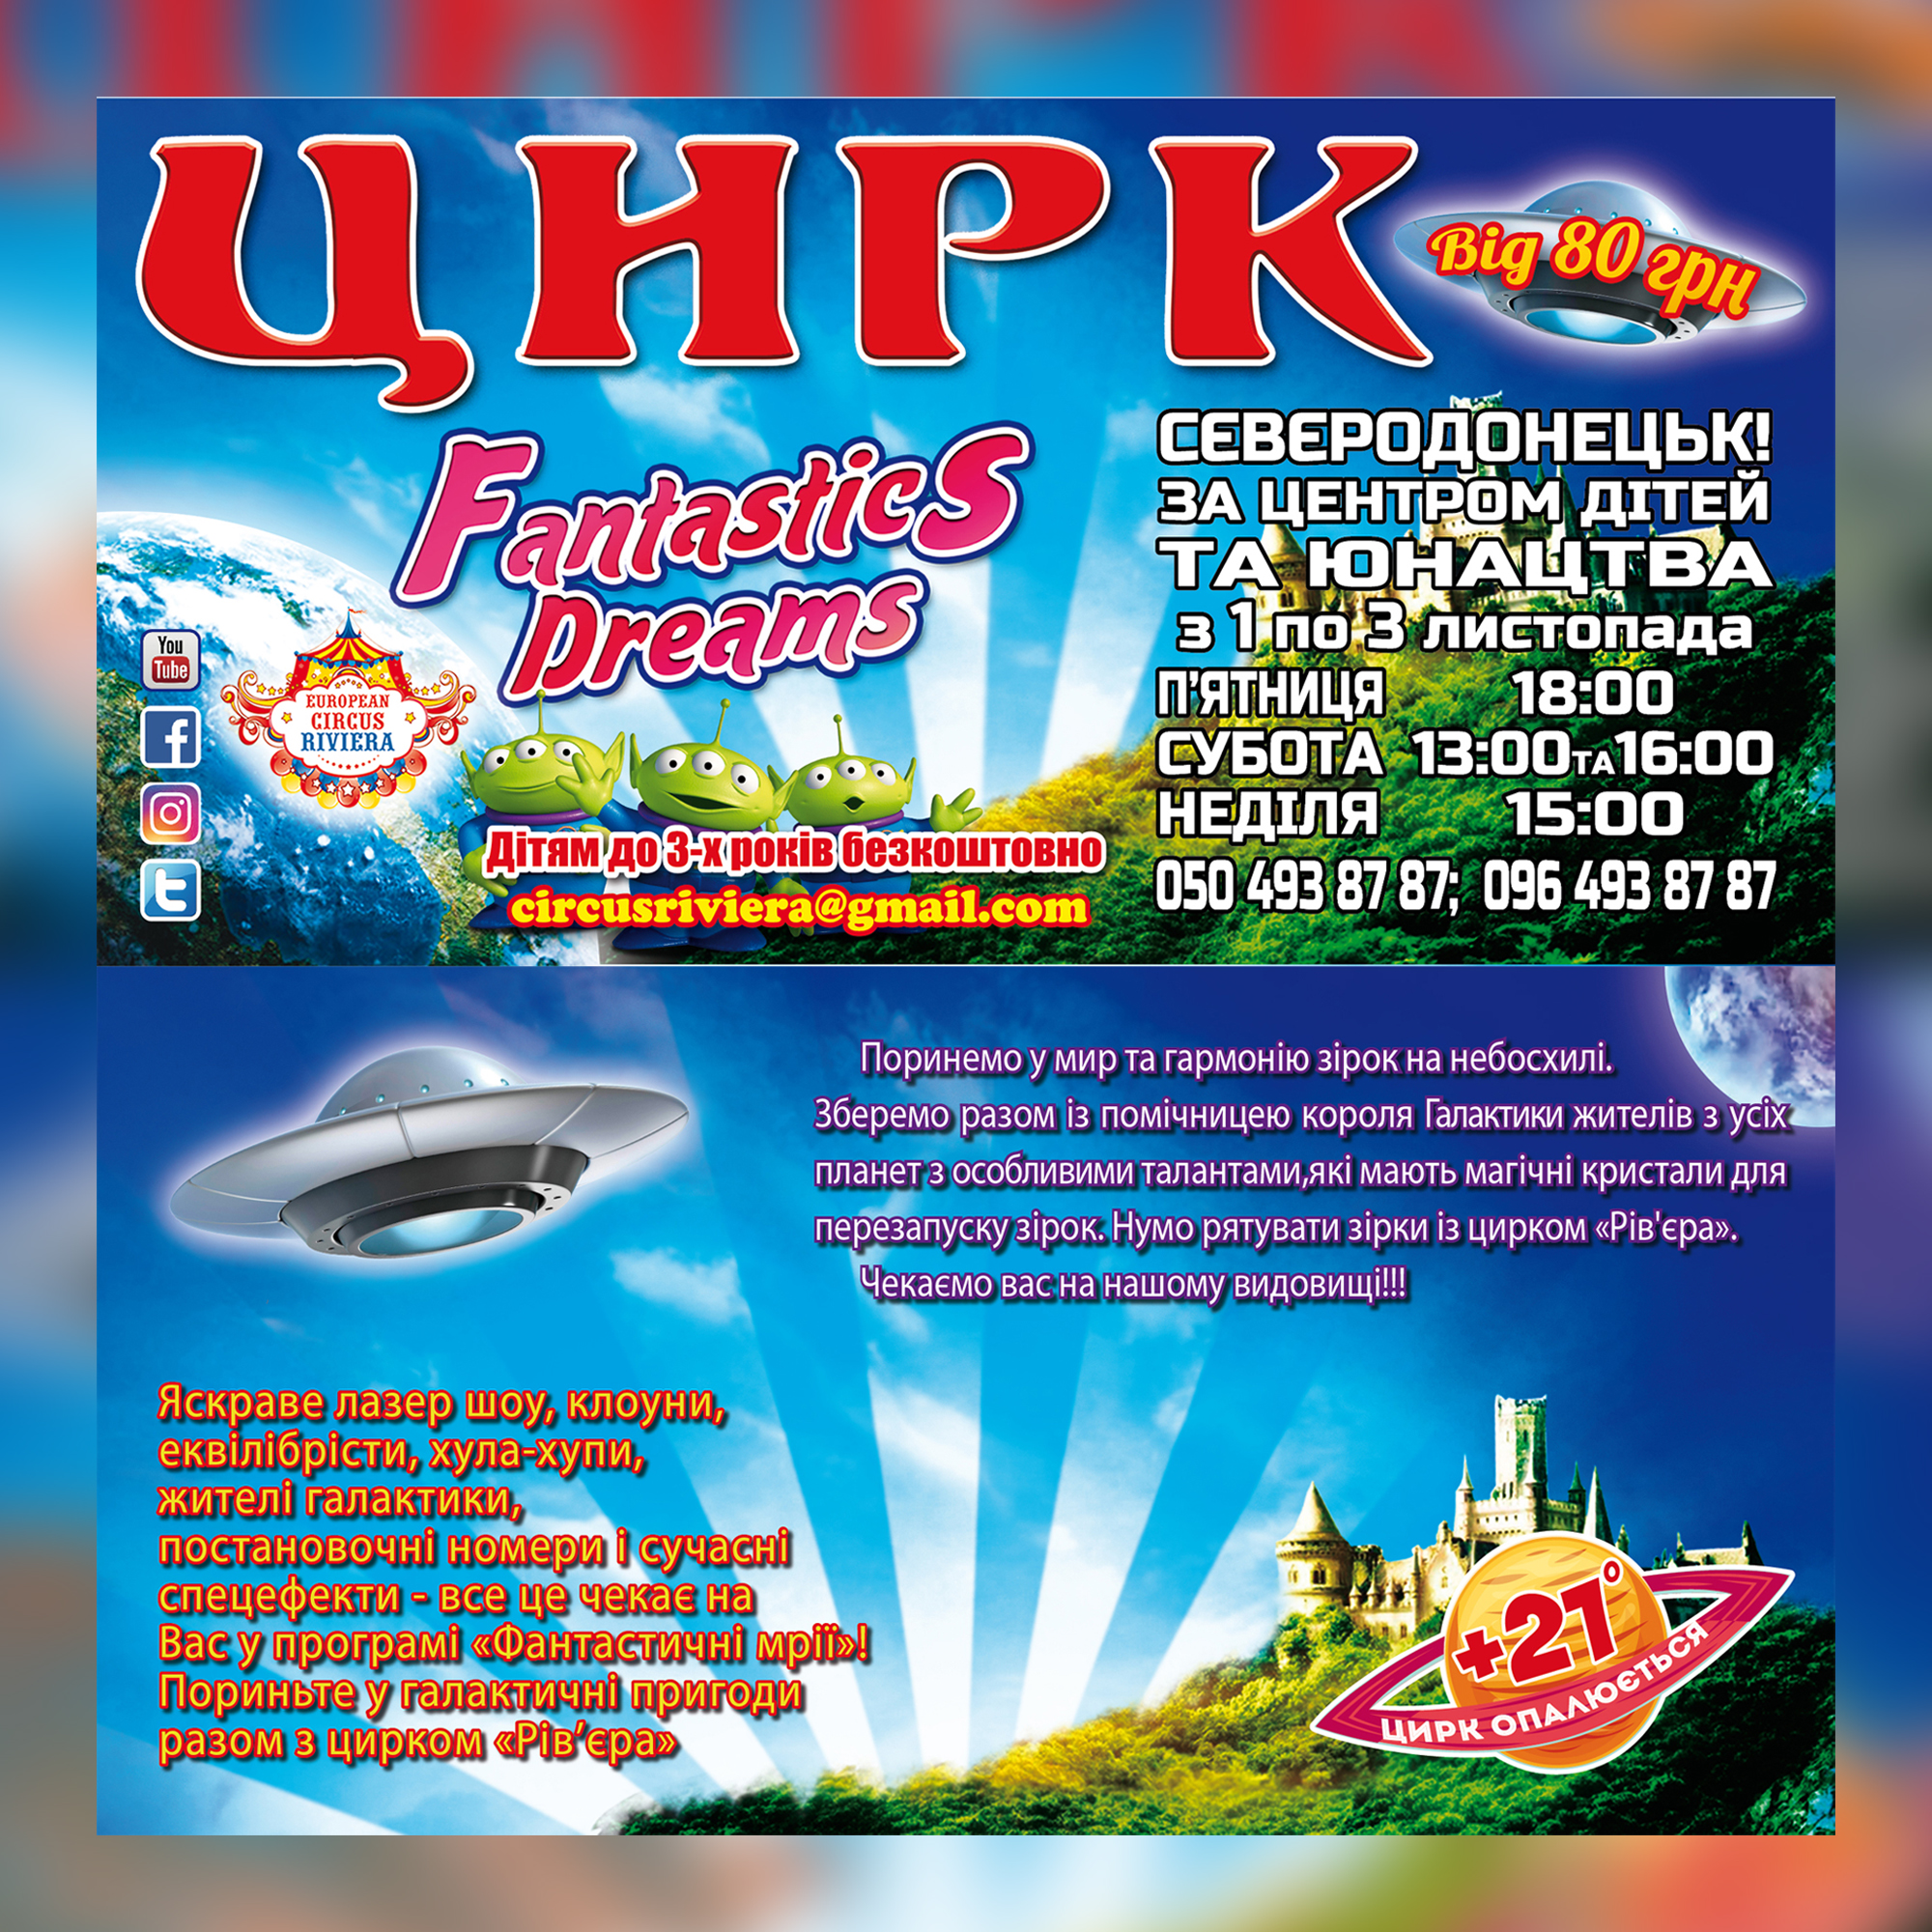 ЦИРК
Від 80 грн
FantasticS
Dreams
СЄВЄРОДОНЕЦЬК!
ЗА ЦЕНТРОМ ДІТЕЙ
ТА ЮНАЦТВА
з 1 по 3 листопада
П'ЯТНИЦЯ 18:00
СУБОТА 13:00 ТА 16:00
НЕДІЛЯ 15:00
050 493 87 87; 096 493 87 87
You
Tube
EUROPEAN
CIRCUS
RIVIERA
Дітям до 3-х років безкоштовно
circusriviera@gmail.com
Поринемо у мир та гармонію зірок на небосхилі.
Зберемо разом із помічницею короля Галактики жителів з усіх
планет з особливими талантами,які мають магічні кристали для
перезапуску зірок. Нумо рятувати зірки із цирком «Рів'єра».
Чекаємо вас на нашому видовищі!!!
Яскраве лазер шоу, клоуни,
еквілібрісти, хула-хупи,
жителі галактики,
постановочні номери і сучасні
спецефекти - все це чекає на
Вас у програмі «Фантастичні мрії»!
Пориньте у галактичні пригоди
разом з цирком «Рів’єра»
+21°
ЦИРК ОПАЛЮЄТЬСЯ